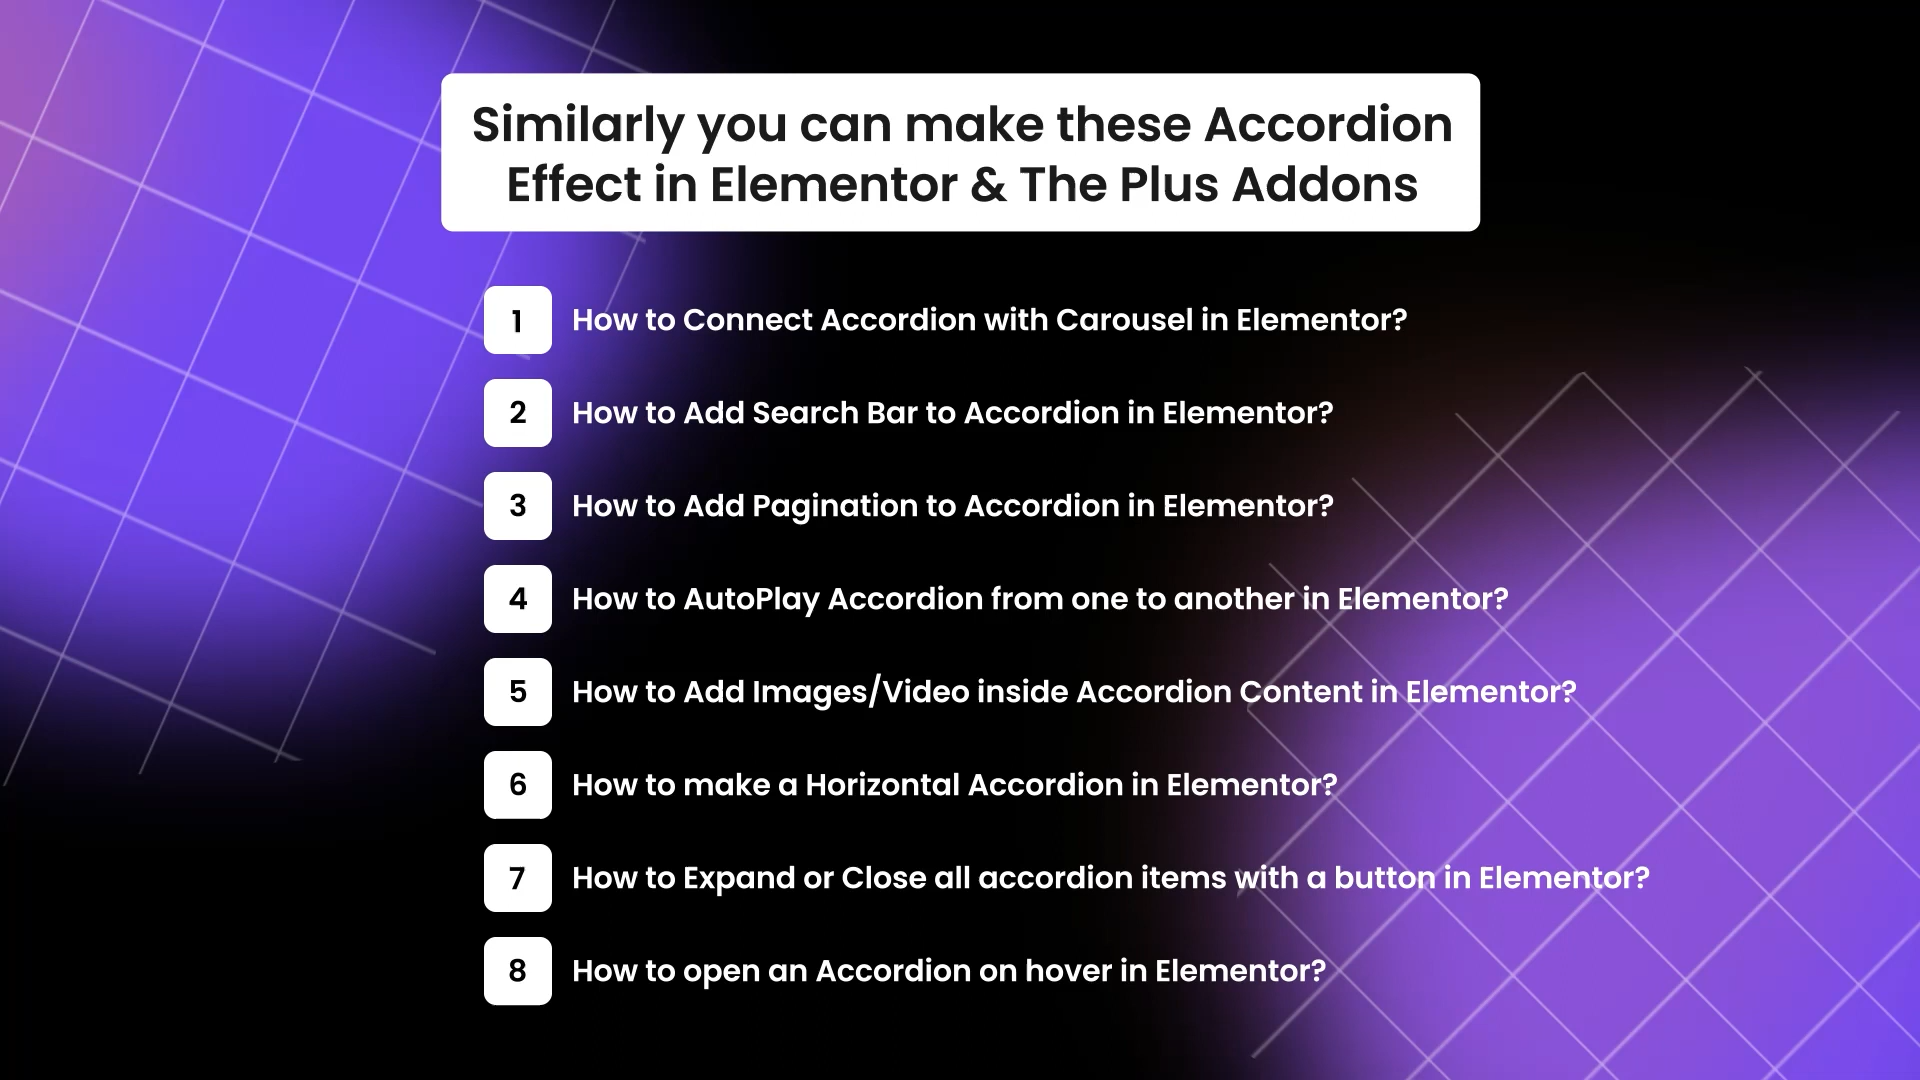 Similarly you can make these Accordion
Effect in Elementor & The Plus Addons
1 How to Connect Accordion with Carousel in Elementor?
2 How to Add Search Bar to Accordion in Elementor?
3 How to Add Pagination to Accordion in Elementor?
4 How to AutoPlay Accordion from one to another in Elementor?
5 How to Add Images/Video inside Accordion Content in Elementor?
6 How to make a Horizontal Accordion in Elementor?
7 How to Expand or Close all accordion items with a button in Elementor?
8 How to open an Accordion on hover in Elementor?